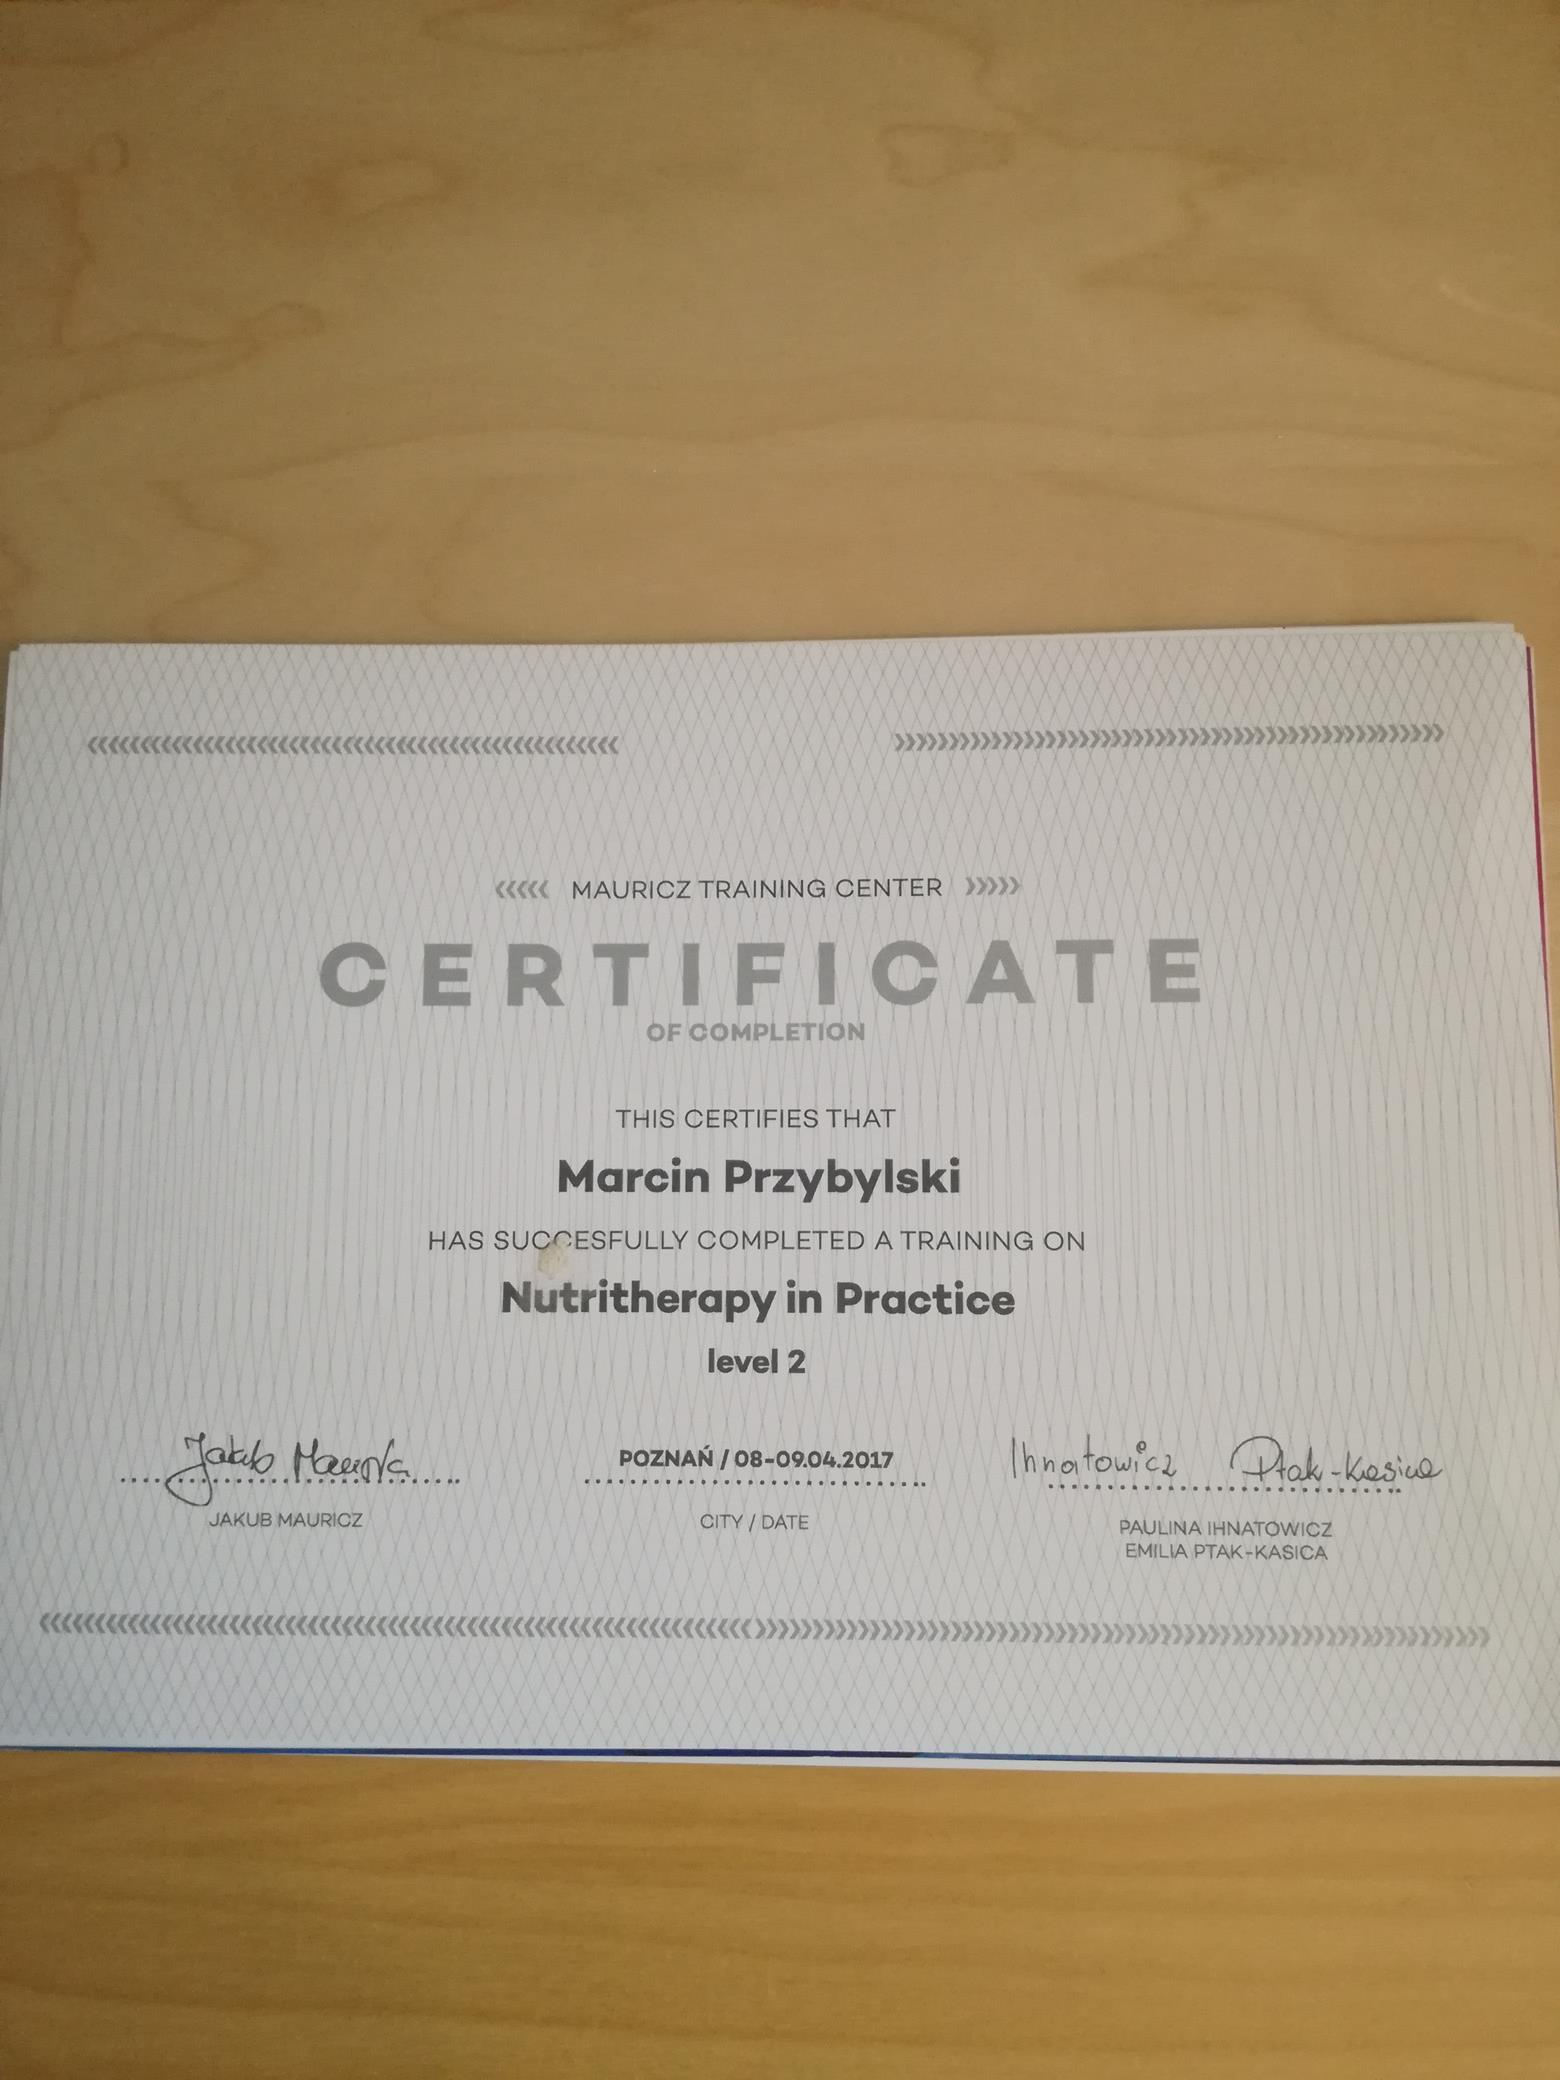 MAURICZ TRAINING CENTER
CERTIFICATE
OF COMPLETION
THIS CERTIFIES THAT
Marcin Przybylski
HAS SUCCESFULLY COMPLETED A TRAINING ON
Nutritherapy in Practice
level 2
Jakub Mauricz
POZNAŃ / 08-09.04.2017
Ihnatowicz Ptak-Kasica
JAKUB MAURICZ
CITY / DATE
PAULINA IHNATOWICZ
EMILIA PTAK-KASICA